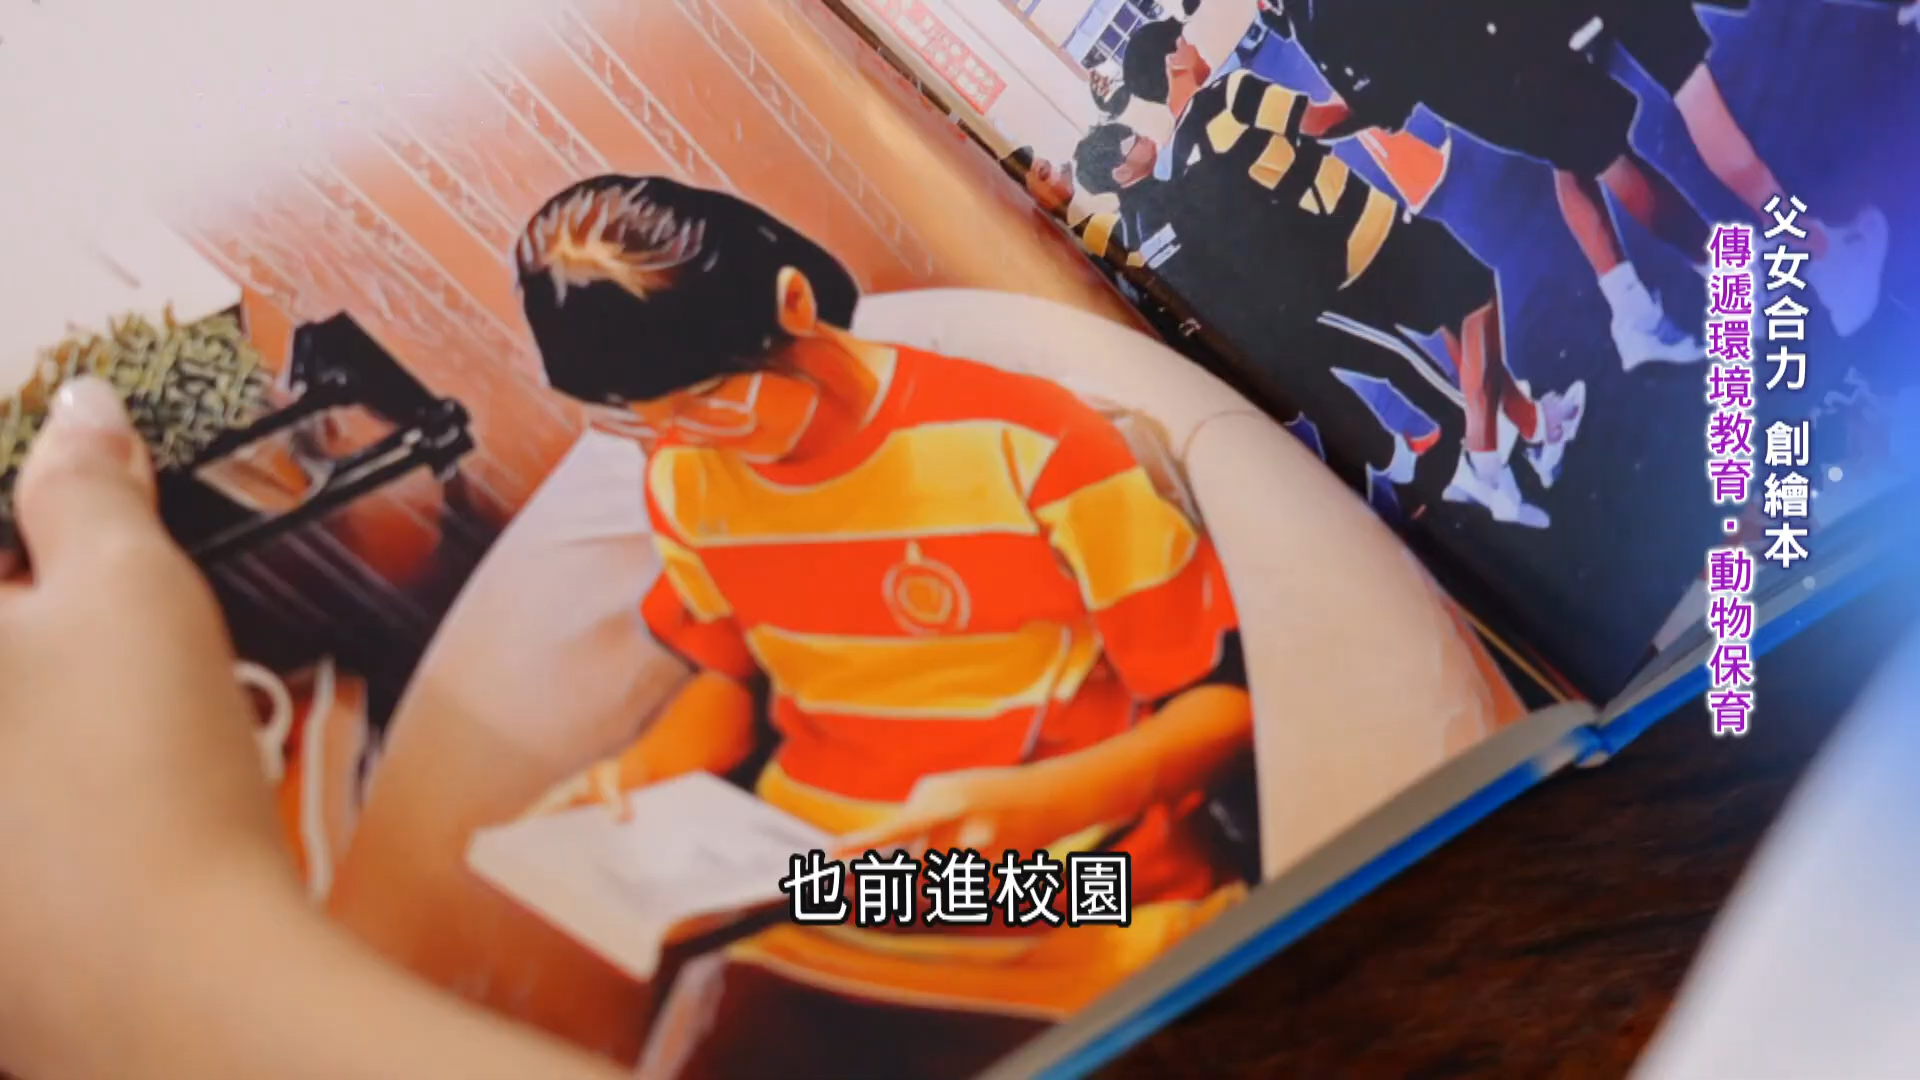 父女合力 創繪本
傳遞環境教育·動物保育
也前進校園